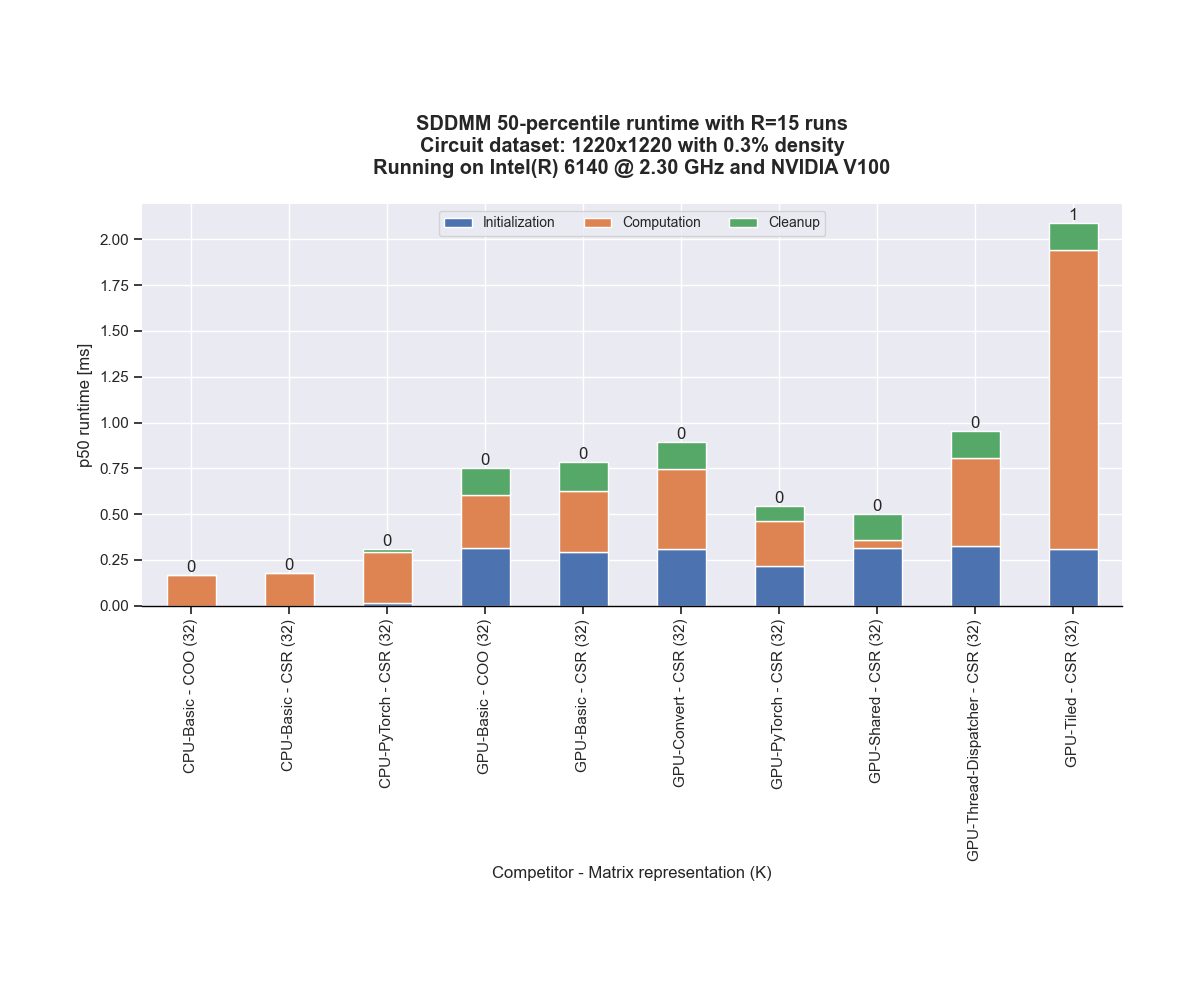 SDDMM 50-percentile runtime with R=15 runs
Circuit dataset: 1220x1220 with 0.3% density
Running on Intel(R) 6140 @ 2.30 GHz and NVIDIA V100
Initialization
Computation
Cleanup
p50 runtime [ms]
2.00
1.75
1.50
1.25
1.00
0.75
0.50
0.25
0.00
0
0
0
0
0
0
0
0
0
1
CPU-Basic - COO (32)
CPU-Basic - CSR (32)
CPU-PyTorch - CSR (32)
GPU-Basic - COO (32)
GPU-Basic - CSR (32)
GPU-Convert - CSR (32)
GPU-PyTorch - CSR (32)
GPU-Shared - CSR (32)
GPU-Thread-Dispatcher - CSR (32)
GPU-Tiled - CSR (32)
Competitor - Matrix representation (K)